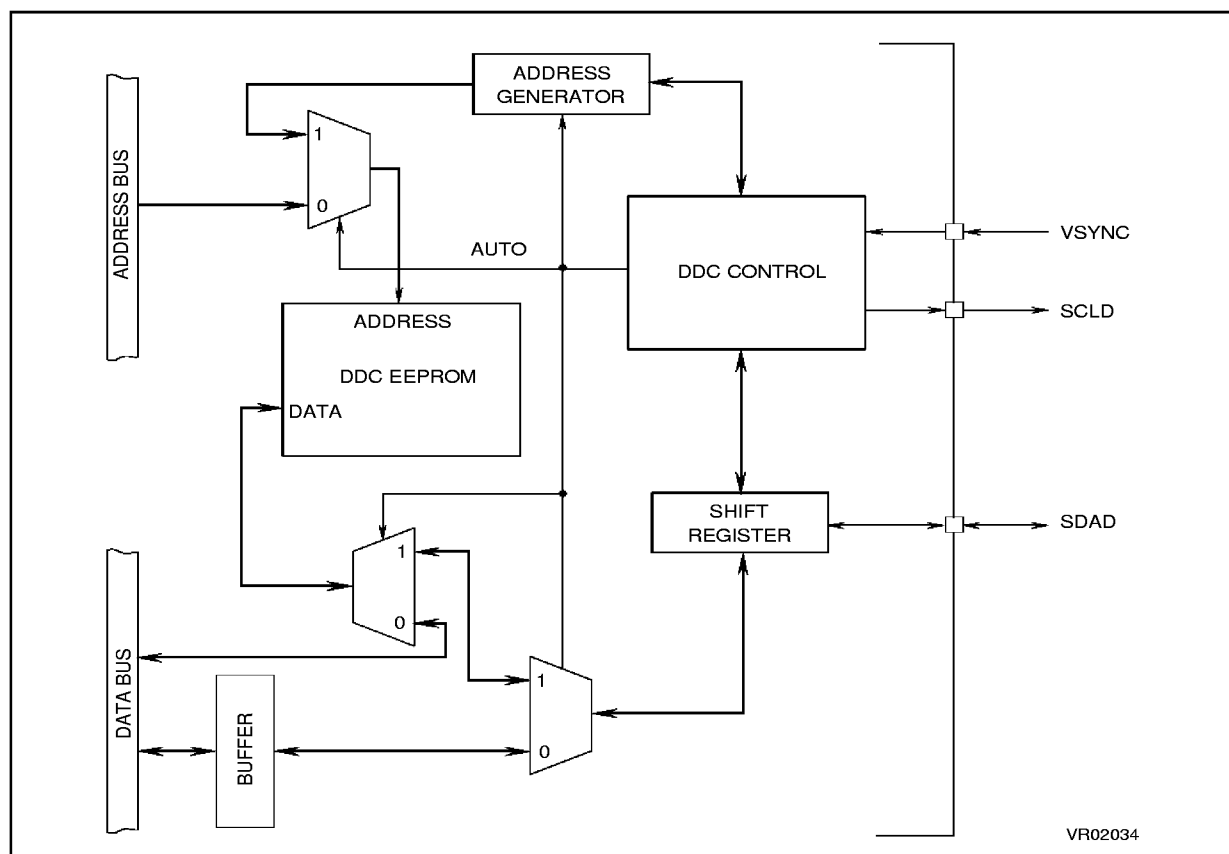 ADDRESS
GENERATOR
1
0
ADDRESS BUS
AUTO
DDC CONTROL
VSYNC
SCLD
ADDRESS
DDC EEPROM
DATA
SHIFT
REGISTER
SDAD
1
0
DATA BUS
BUFFER
1
0
VR02034